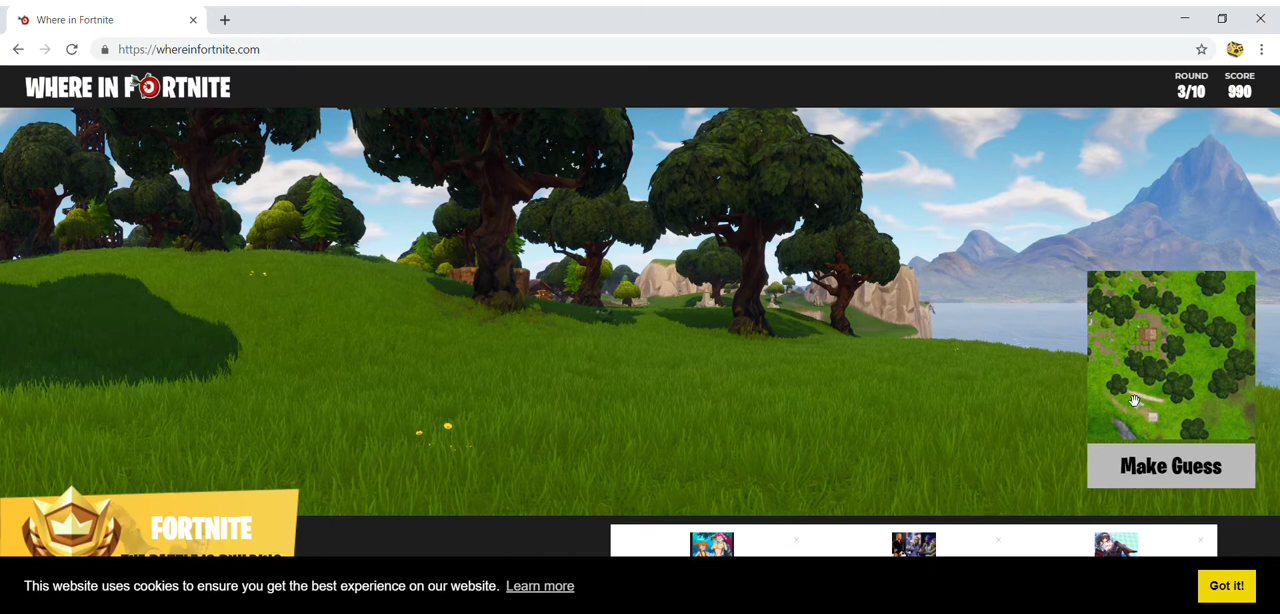 Where in Fortnite
https://whereinfortnite.com
WHERE IN FORTNITE
ROUND
3/10
SCORE
990
Make Guess
FORTNITE
This website uses cookies to ensure you get the best experience on our website. Learn more
Got it!